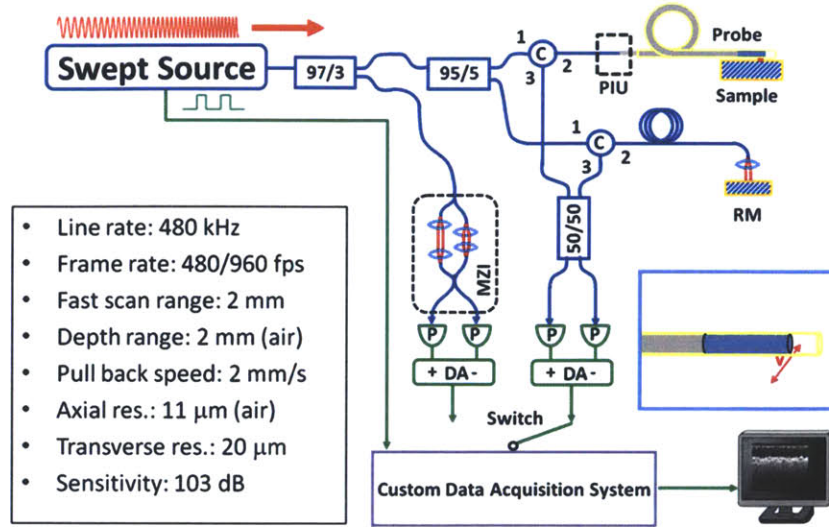 Swept Source
97/3
95/5
1
C
2
3
PIU
Probe
Sample
1
C
2
3
RM
50/50
MZI
P
P
P
P
+ DA -
+ DA -
Switch
Custom Data Acquisition System
v
• Line rate: 480 kHz
• Frame rate: 480/960 fps
• Fast scan range: 2 mm
• Depth range: 2 mm (air)
• Pull back speed: 2 mm/s
• Axial res.: 11 µm (air)
• Transverse res.: 20 µm
• Sensitivity: 103 dB